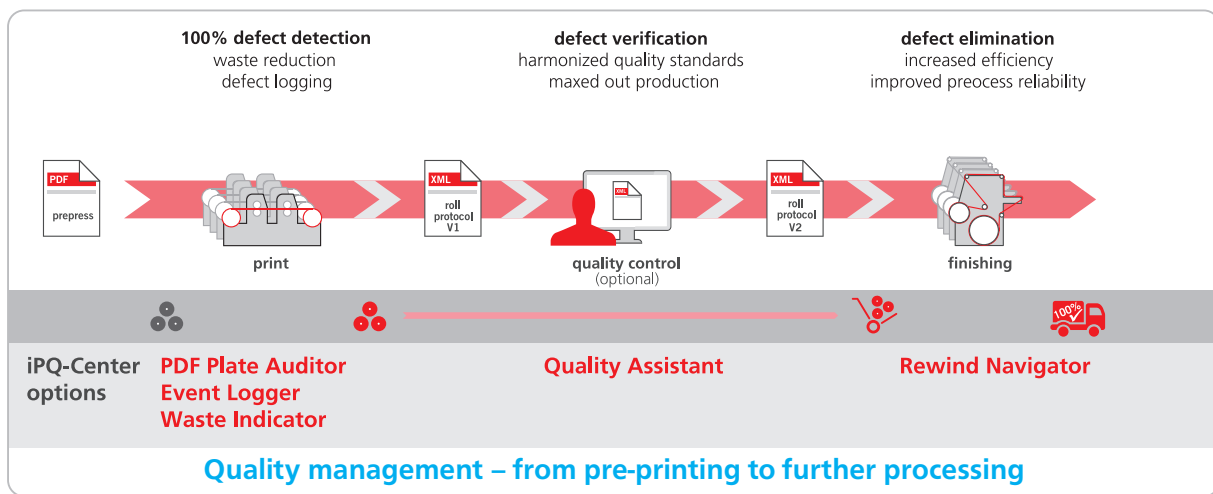 100% defect detection
waste reduction
defect logging
defect verification
harmonized quality standards
maxed out production
defect elimination
increased efficiency
improved preocess reliability
PDF
prepress
print
XML
roll
protocol
V1
XML
quality control
(optional)
XML
roll
protocol
V2
finishing
100%
iPQ-Center
options
PDF Plate Auditor
Event Logger
Waste Indicator
Quality Assistant
Rewind Navigator
Quality management – from pre-printing to further processing